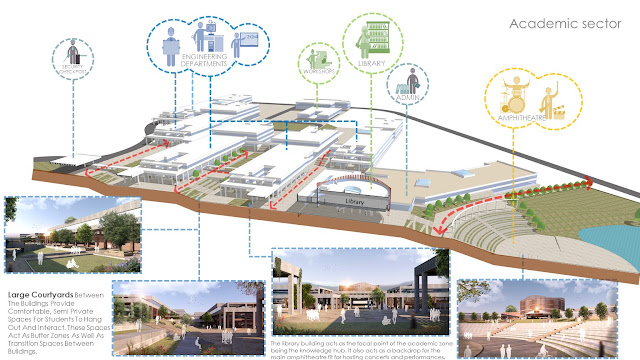 Academic sector
SECURITY
CHECKPOST
ENGINEERING
DEPARTMENTS
WORKSHOPS
LIBRARY
ADMIN
AMPHITHEATRE
Library
Large Courtyards Between
The Buildings Provide
Comfortable, Semi Private
Spaces For Students To Hang
Out And Interact. These Spaces
Act As Buffer Zones As Well As
Transition Spaces Between
Buildings.
The library building acts as the focal point of the academic zone
being the knowledge hub. It also acts as a backdrop for the
main amphitheatre fit for hosting concerts and performances.